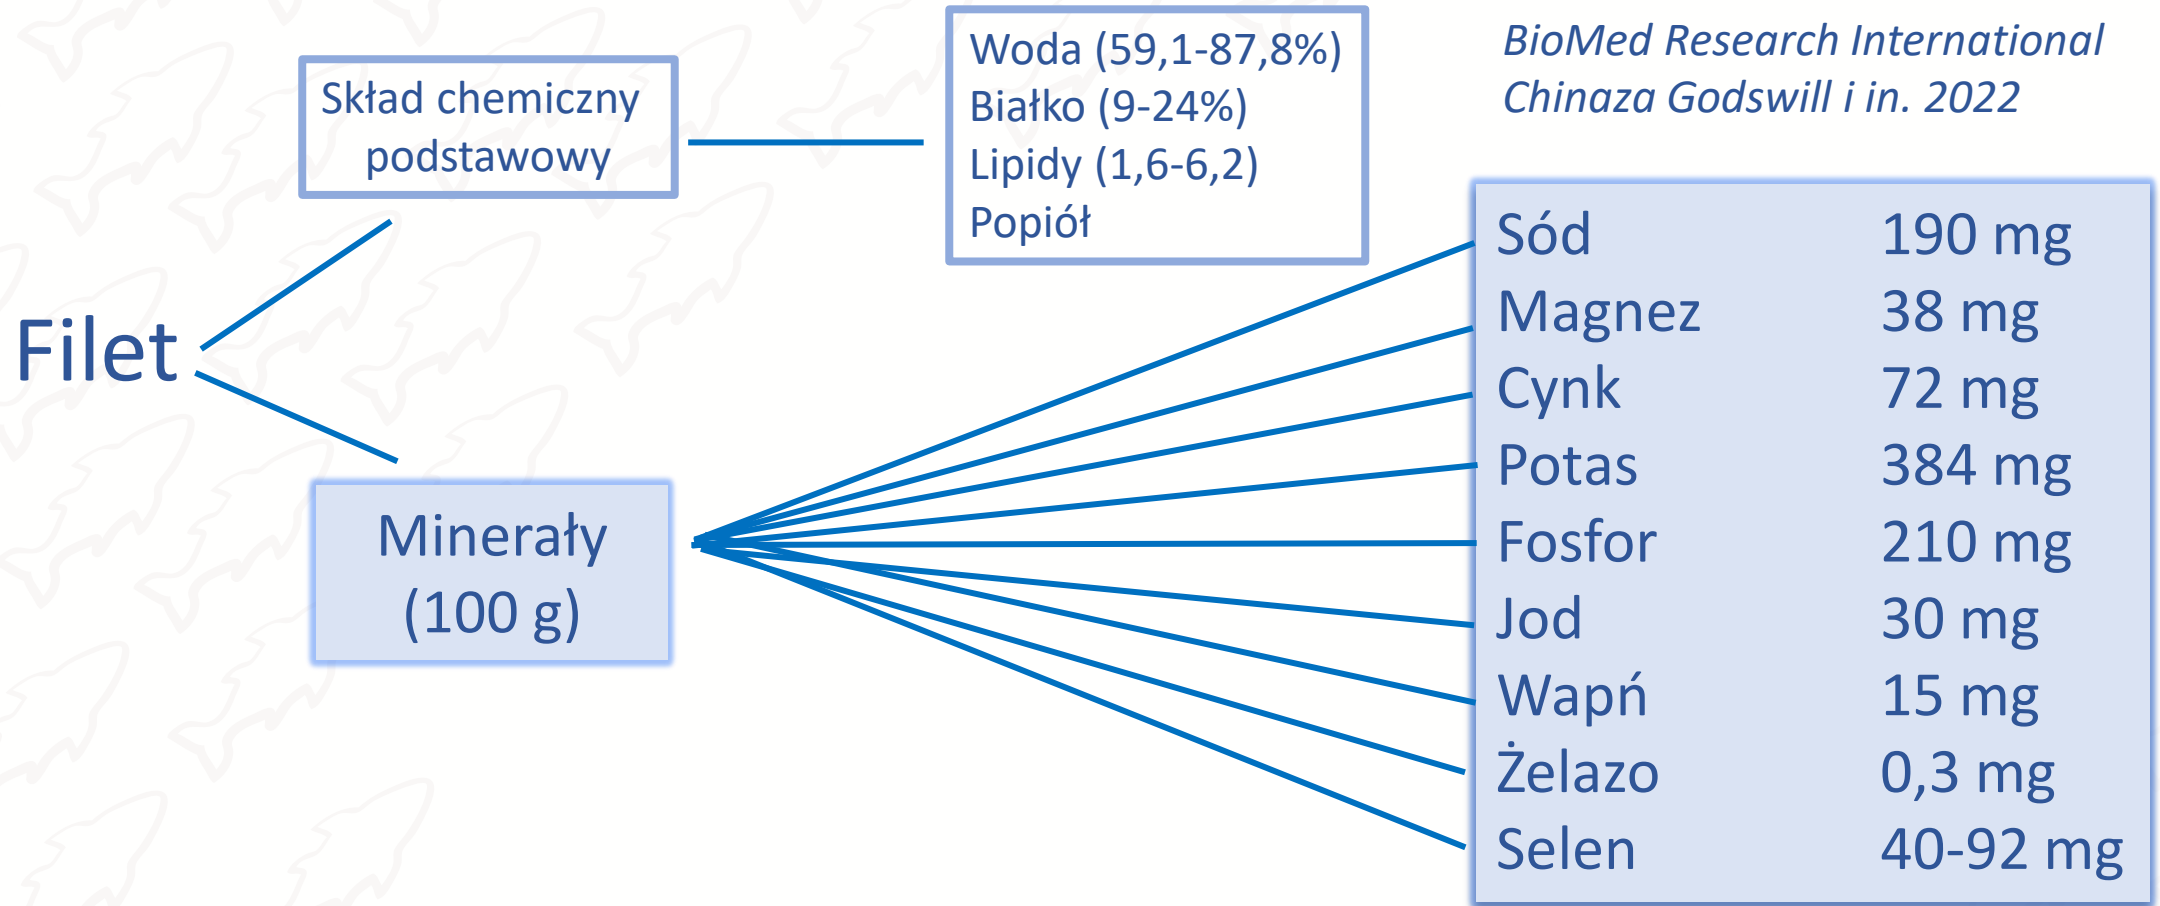 Filet
Skład chemiczny
podstawowy
Woda (59,1-87,8%)
Białko (9-24%)
Lipidy (1,6-6,2)
Popiół
BioMed Research International
Chinaza Godswill i in. 2022
Minerały
(100 g)
Sód 190 mg
Magnez 38 mg
Cynk 72 mg
Potas 384 mg
Fosfor 210 mg
Jod 30 mg
Wapń 15 mg
Żelazo 0,3 mg
Selen 40-92 mg